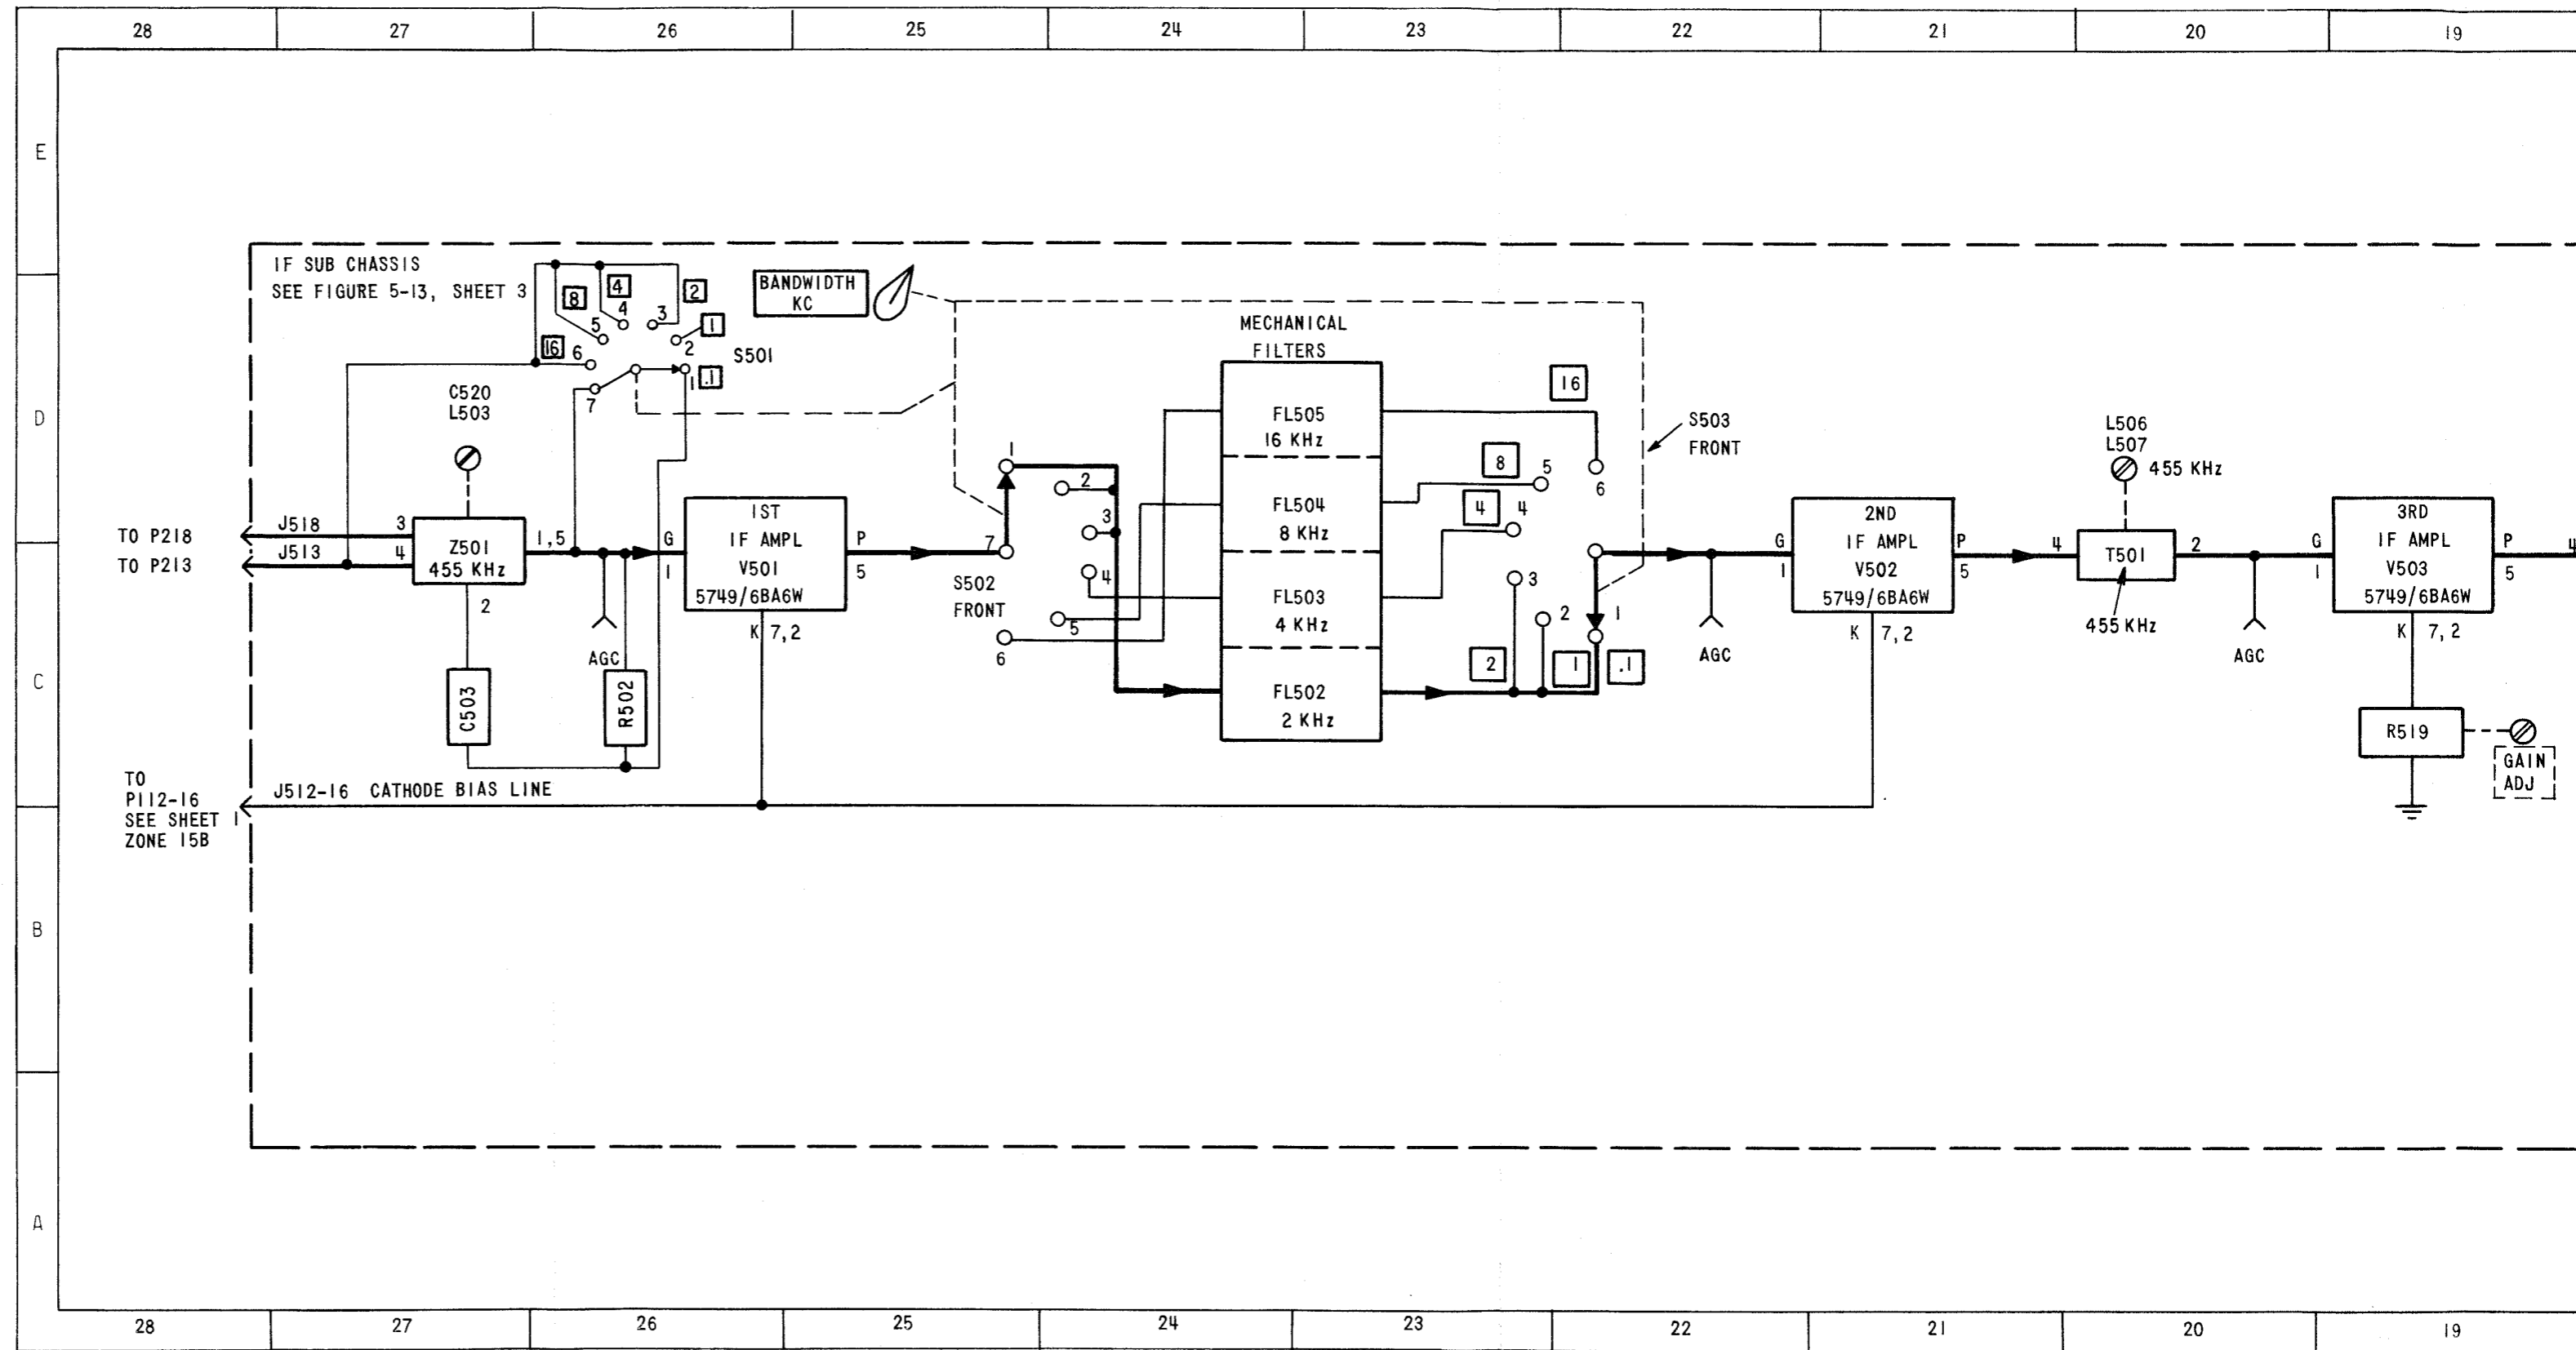 28 27 26 25 24 23 22 21 20 19
E
D
C
B
A
IF SUB CHASSIS
SEE FIGURE 5-13, SHEET 3
8
4
2
1
16
.1
5
4
3
6
2
1
7
S501
BANDWIDTH
KC
C520
L503
TO P218
J518
3
TO P213
J513
4
Z501
455 KHz
1,5
2
C503
AGC
R502
G
1
1ST
IF AMPL
V501
5749/6BA6W
P
5
K 7,2
TO
P112-16
SEE SHEET 1
ZONE 15B
J512-16 CATHODE BIAS LINE
S502
FRONT
1
2
3
4
5
6
7
MECHANICAL
FILTERS
FL505
16 KHz
FL504
8 KHz
FL503
4 KHz
FL502
2 KHz
16
8
5
6
4
4
3
2
1
2
1
.1
S503
FRONT
AGC
G
1
2ND
IF AMPL
V502
5749/6BA6W
P
5
K 7,2
L506
L507
455 KHz
4
T501
2
455 KHz
AGC
G
1
3RD
IF AMPL
V503
5749/6BA6W
P
5
4
K 7,2
R519
GAIN
ADJ
28 27 26 25 24 23 22 21 20 19